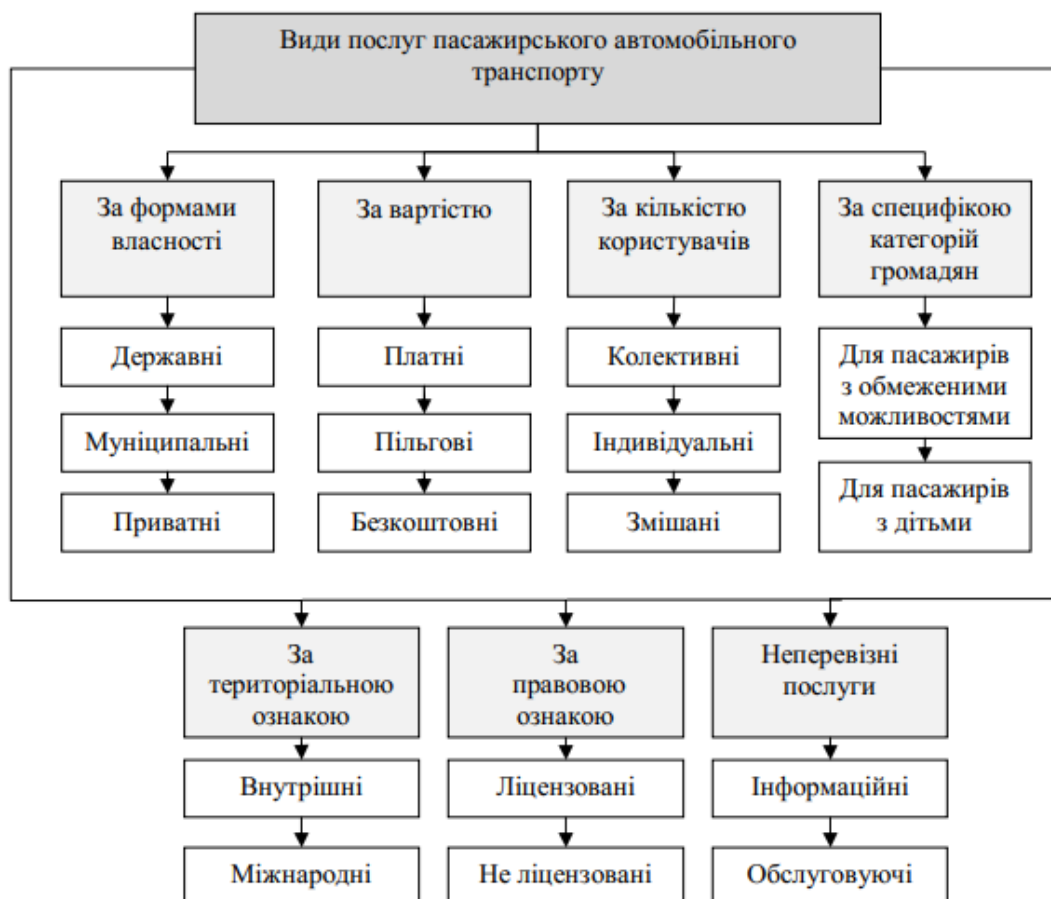 Види послуг пасажирського автомобільного
транспорту
За формами
власності
За вартістю
За кількістю
користувачів
За специфікою
категорій
громадян
Державні
Платні
Колективні
Для пасажирів
з обмеженими
можливостями
Муніципальні
Пільгові
Індивідуальні
Приватні
Безкоштовні
Змішані
Для пасажирів
з дітьми
За
територіальною
ознакою
За
правовою
ознакою
Неперевізні
послуги
Внутрішні
Ліцензовані
Інформаційні
Міжнародні
Не ліцензовані
Обслуговуючі